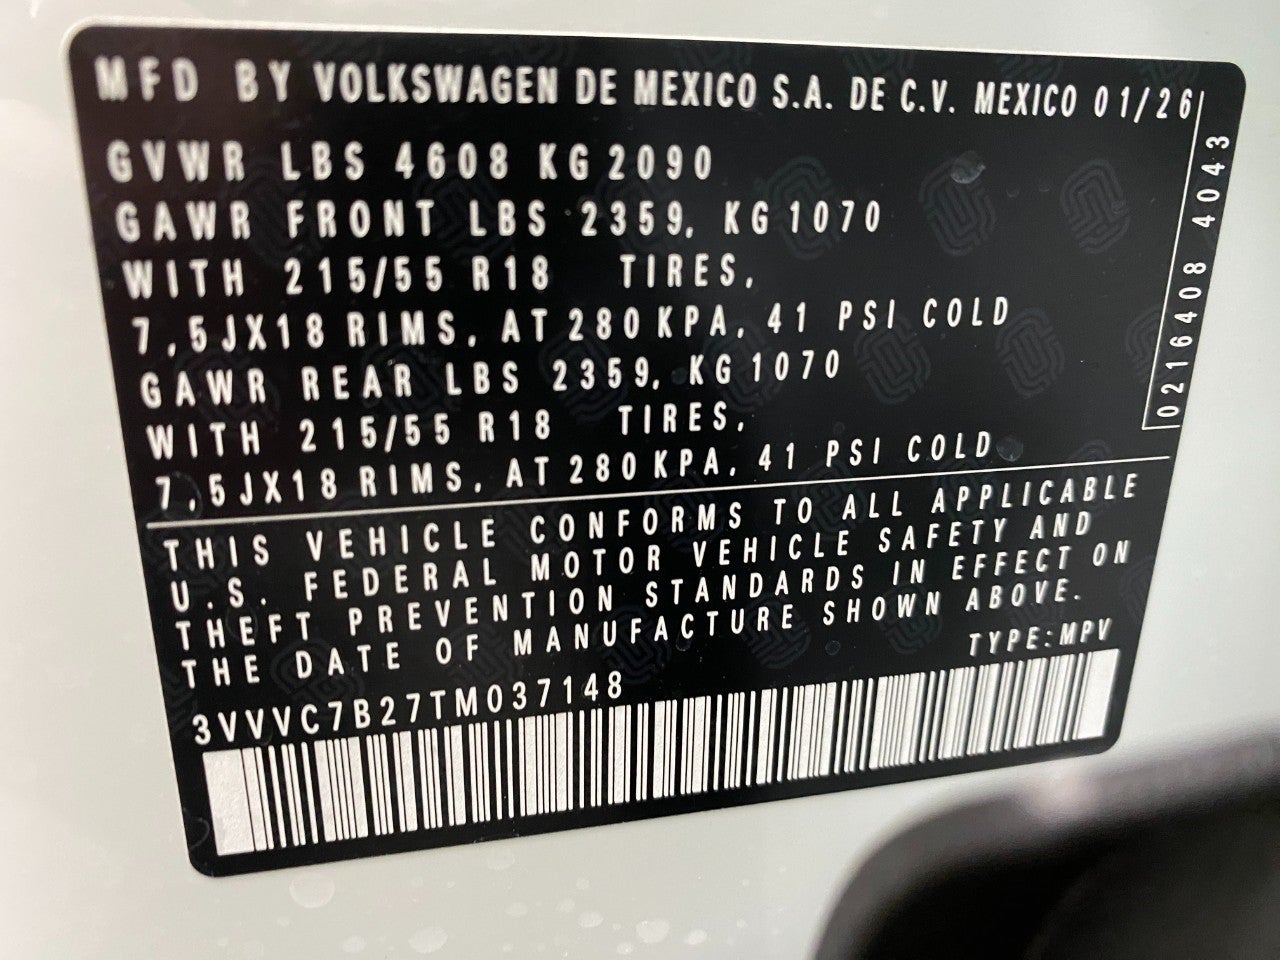 MFD BY VOLKSWAGEN DE MEXICO S.A. DE C.V. MEXICO 01/26
GVWR LBS 4608 KG 2090
GAWR FRONT LBS 2359, KG 1070
WITH 215/55 R18 TIRES,
7,5JX18 RIMS, AT 280 KPA, 41 PSI COLD
GAWR REAR LBS 2359, KG 1070
WITH 215/55 R18 TIRES,
7,5JX18 RIMS, AT 280 KPA, 41 PSI COLD
0216408 4043
THIS VEHICLE CONFORMS TO ALL APPLICABLE
U.S. FEDERAL MOTOR VEHICLE SAFETY AND
THEFT PREVENTION STANDARDS IN EFFECT ON
THE DATE OF MANUFACTURE SHOWN ABOVE.
TYPE:MPV
3VVVC7B27TM037148